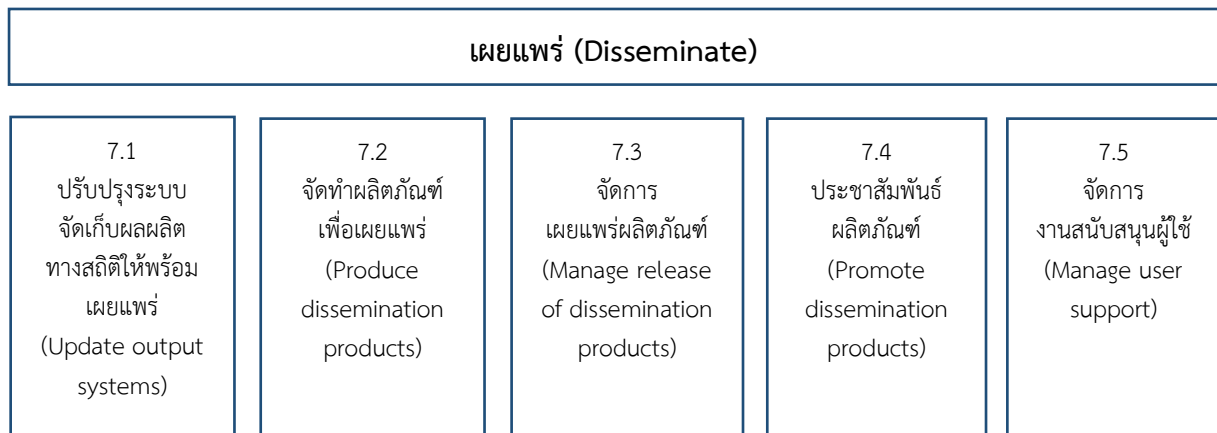 เผยแพร่ (Disseminate)
7.1
ปรับปรุงระบบ
จัดเก็บผลผลิต
ทางสถิติให้พร้อม
เผยแพร่
(Update output
systems)
7.2
จัดทำผลิตภัณฑ์
เพื่อเผยแพร่
(Produce
dissemination
products)
7.3
จัดการ
เผยแพร่ผลิตภัณฑ์
(Manage release
of dissemination
products)
7.4
ประชาสัมพันธ์
ผลิตภัณฑ์
(Promote
dissemination
products)
7.5
จัดการ
งานสนับสนุนผู้ใช้
(Manage user
support)